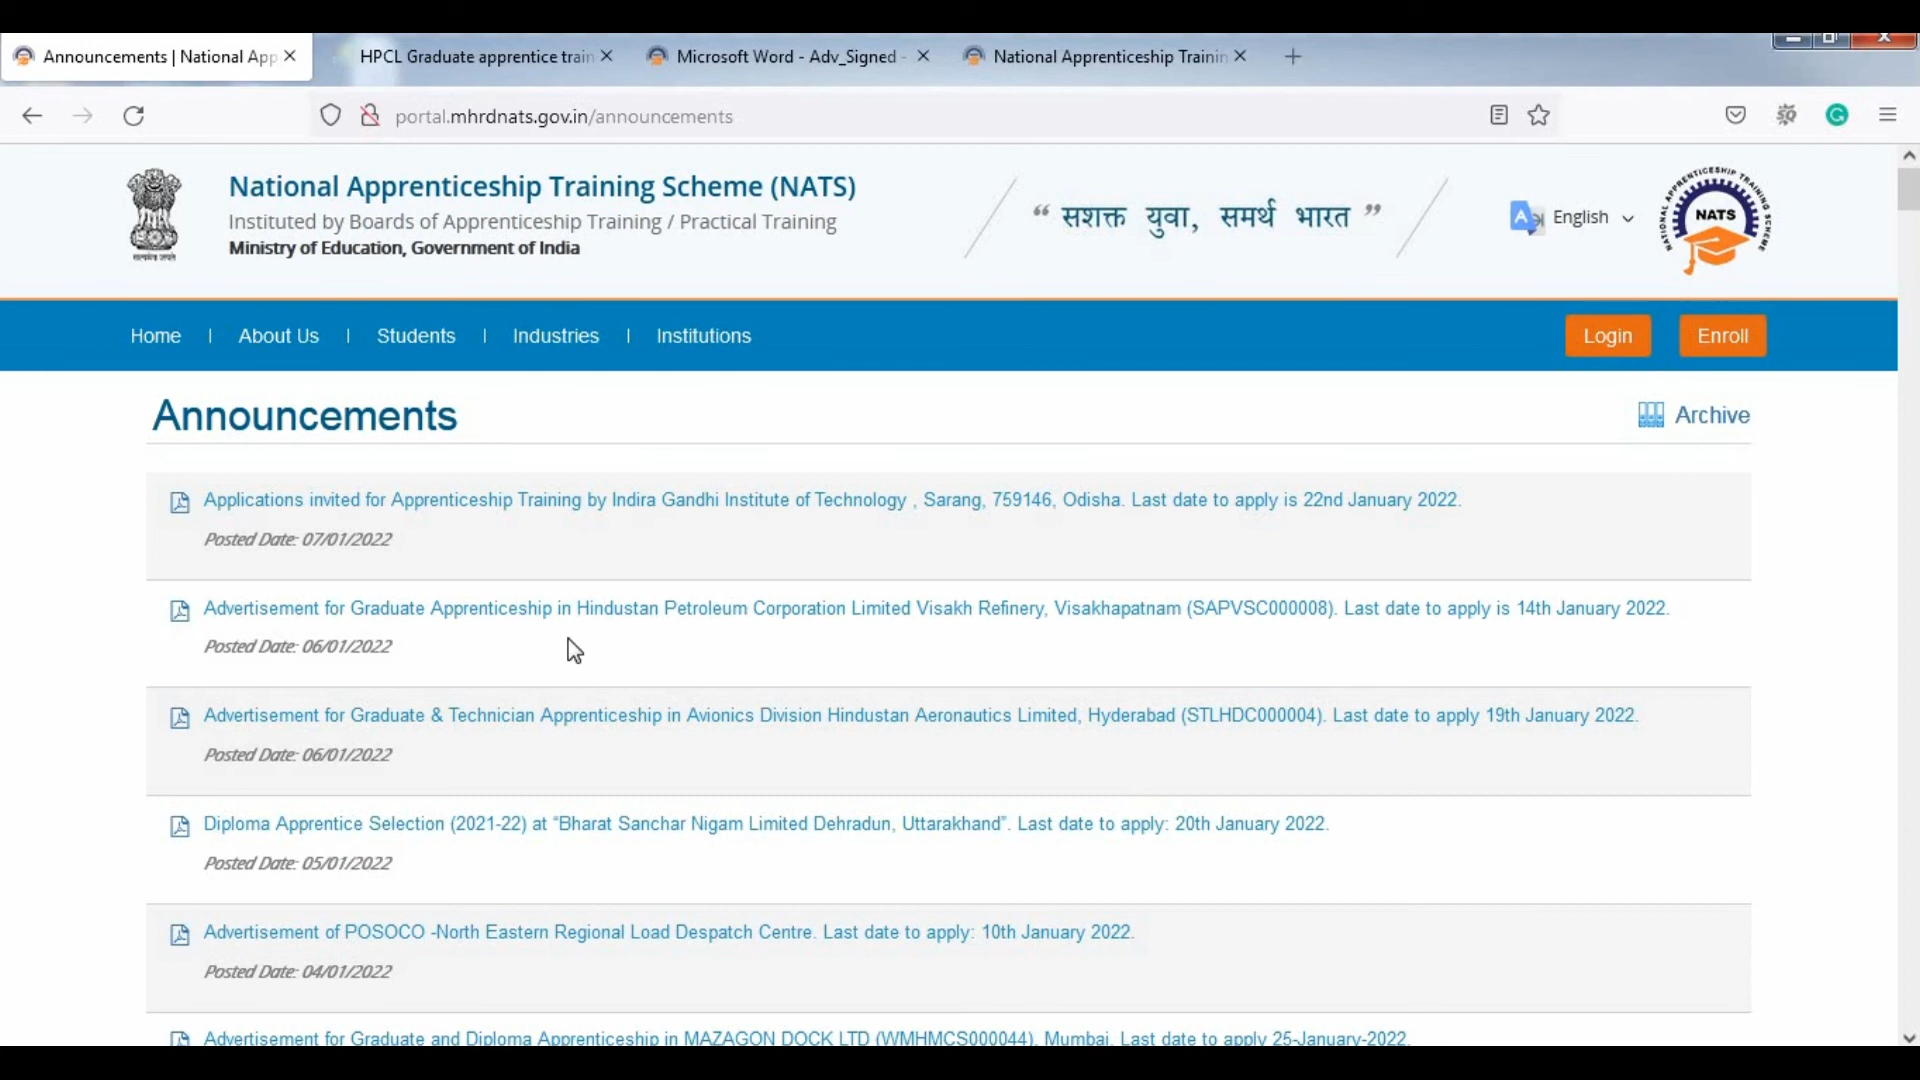 Announcements | National App
HPCL Graduate apprentice train
Microsoft Word - Adv_Signed -
National Apprenticeship Trainin
portal.mhrdnats.gov.in/announcements
National Apprenticeship Training Scheme (NATS)
Instituted by Boards of Apprenticeship Training / Practical Training
Ministry of Education, Government of India
सत्यमेव जयते
“ सशक्त युवा, समर्थ भारत ”
English
NATIONAL APPRENTICESHIP TRAINING SCHEME
NATS
Home | About Us | Students | Industries | Institutions
Login
Enroll
Announcements
Archive
Applications invited for Apprenticeship Training by Indira Gandhi Institute of Technology , Sarang, 759146, Odisha. Last date to apply is 22nd January 2022.
Posted Date: 07/01/2022
Advertisement for Graduate Apprenticeship in Hindustan Petroleum Corporation Limited Visakh Refinery, Visakhapatnam (SAPVSC000008). Last date to apply is 14th January 2022.
Posted Date: 06/01/2022
Advertisement for Graduate & Technician Apprenticeship in Avionics Division Hindustan Aeronautics Limited, Hyderabad (STLHDC000004). Last date to apply 19th January 2022.
Posted Date: 06/01/2022
Diploma Apprentice Selection (2021-22) at “Bharat Sanchar Nigam Limited Dehradun, Uttarakhand”. Last date to apply: 20th January 2022.
Posted Date: 05/01/2022
Advertisement of POSOCO -North Eastern Regional Load Despatch Centre. Last date to apply: 10th January 2022.
Posted Date: 04/01/2022
Advertisement for Graduate and Diploma Apprenticeship in MAZAGON DOCK LTD (WMHMCS000044), Mumbai. Last date to apply 25-January-2022.